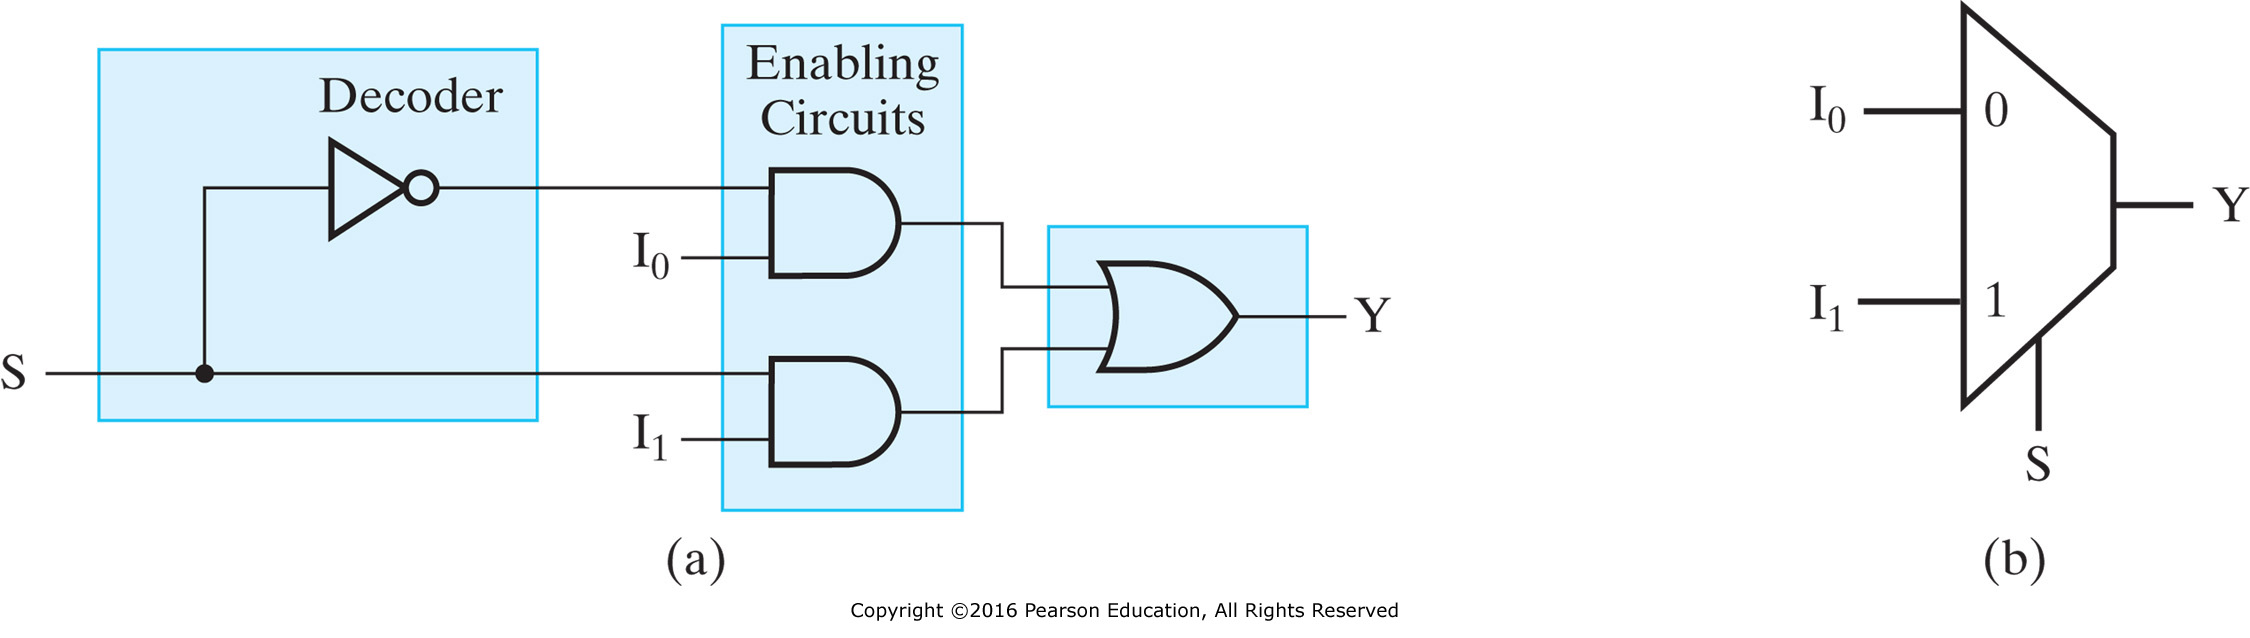 Decoder
Enabling
Circuits
I₀
I₁
S
Y
(a)
I₀
0
I₁
1
Y
S
(b)
Copyright ©2016 Pearson Education, All Rights Reserved